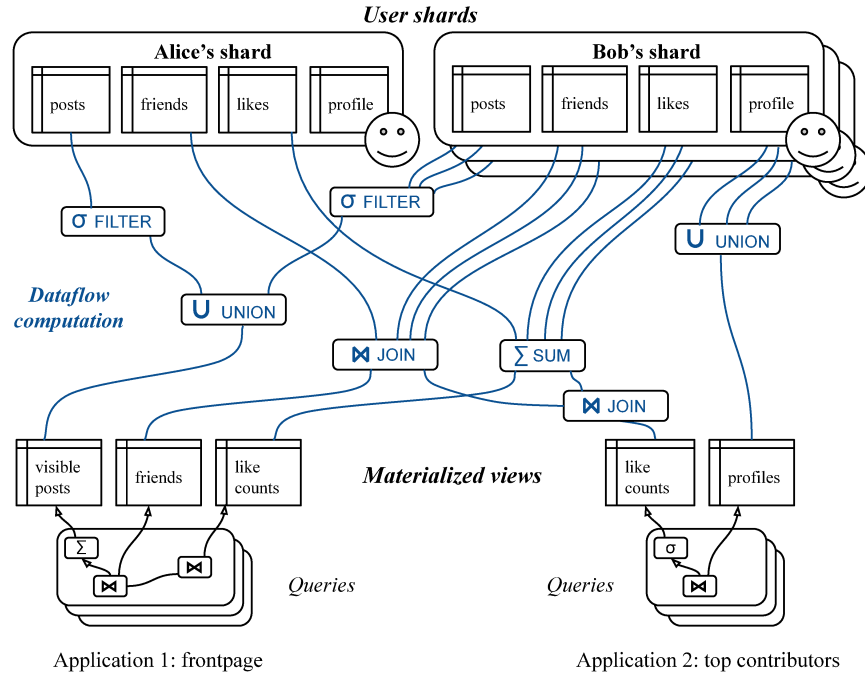 User shards
Alice's shard
Bob's shard
posts
friends
likes
profile
posts
friends
likes
profile
σ FILTER
σ FILTER
∪ UNION
Dataflow
computation
∪ UNION
⋈ JOIN
∑ SUM
⋈ JOIN
visible
posts
friends
like
counts
Materialized views
like
counts
profiles
Σ
⋈
⋈
Queries
σ
⋈
Queries
Application 1: frontpage
Application 2: top contributors